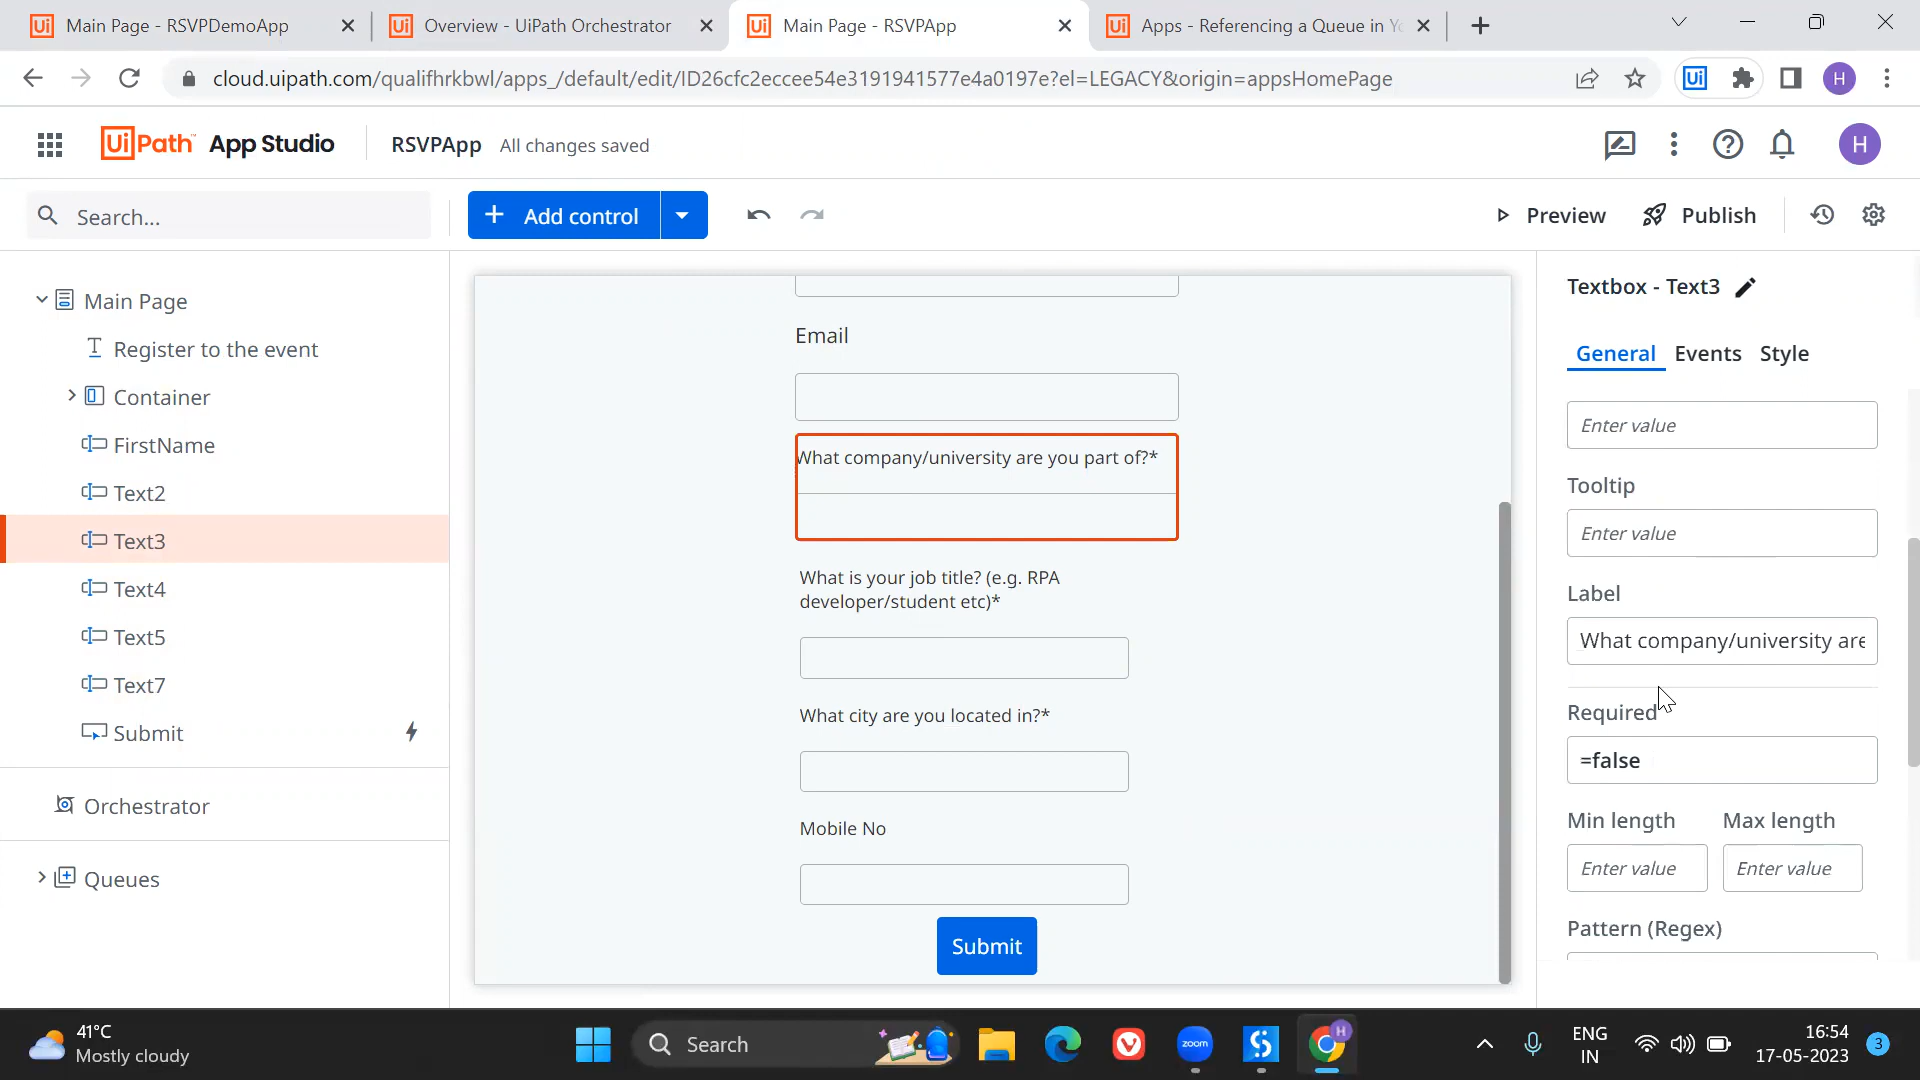 Main Page - RSVPDemoApp
Overview - UiPath Orchestrator
Main Page - RSVPApp
Apps - Referencing a Queue in Yo
cloud.uipath.com/qualifhrkbwl/apps_/default/edit/ID26cfc2eccee54e3191941577e4a0197e?el=LEGACY&origin=appsHomePage
Ui
H
UiPath™ App Studio
RSVPApp
All changes saved
H
Search...
+ Add control
Preview
Publish
Main Page
Register to the event
Container
FirstName
Text2
Text3
Text4
Text5
Text7
Submit
Orchestrator
Queues
Email
What company/university are you part of?*
What is your job title? (e.g. RPA
developer/student etc)*
What city are you located in?*
Mobile No
Submit
Textbox - Text3
General Events Style
Enter value
Tooltip
Enter value
Label
What company/university are
Required
=false
Min length Max length
Enter value Enter value
Pattern (Regex)
41°C
Mostly cloudy
Search
zoom
H
ENG
IN
16:54
17-05-2023
3